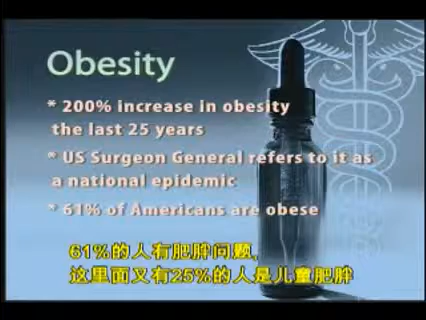 Obesity
* 200% increase in obesity
the last 25 years
* US Surgeon General refers to it as
a national epidemic
* 61% of Americans are obese
61%的人有肥胖问题,
这里面又有25%的人是儿童肥胖